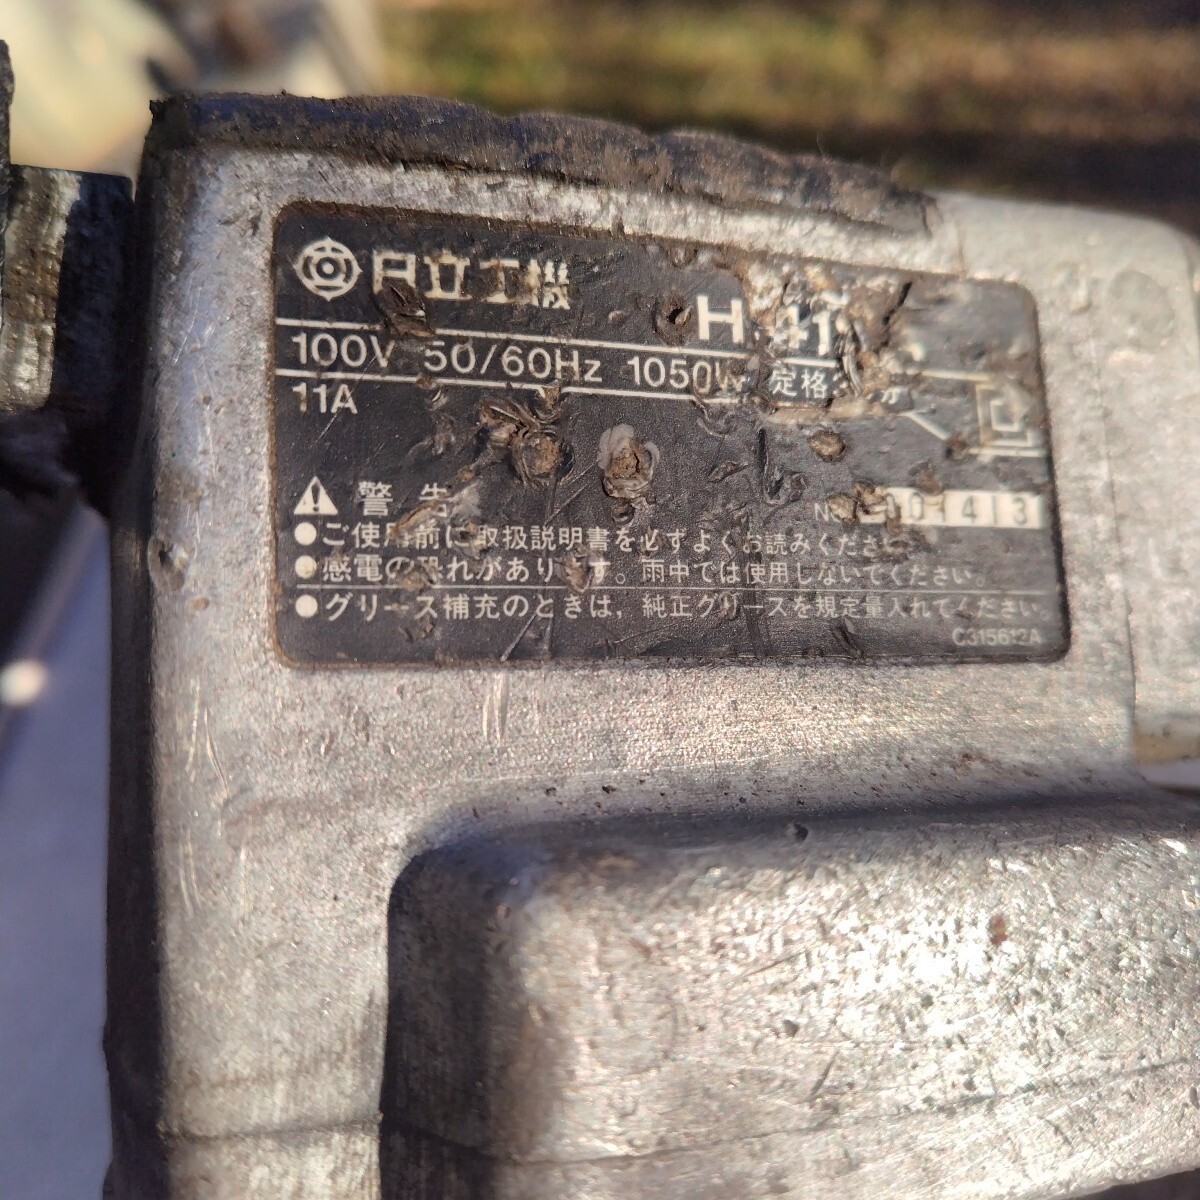 日立工機
H 41
100V 50/60Hz 1050W 定格
11A
警告
No. 00143
●ご使用前に取扱説明書を必ずよくお読みください。
●感電の恐れがあります。雨中では使用しないでください。
●グリース補充のときは,純正グリースを規定量入れてください。
C315612A